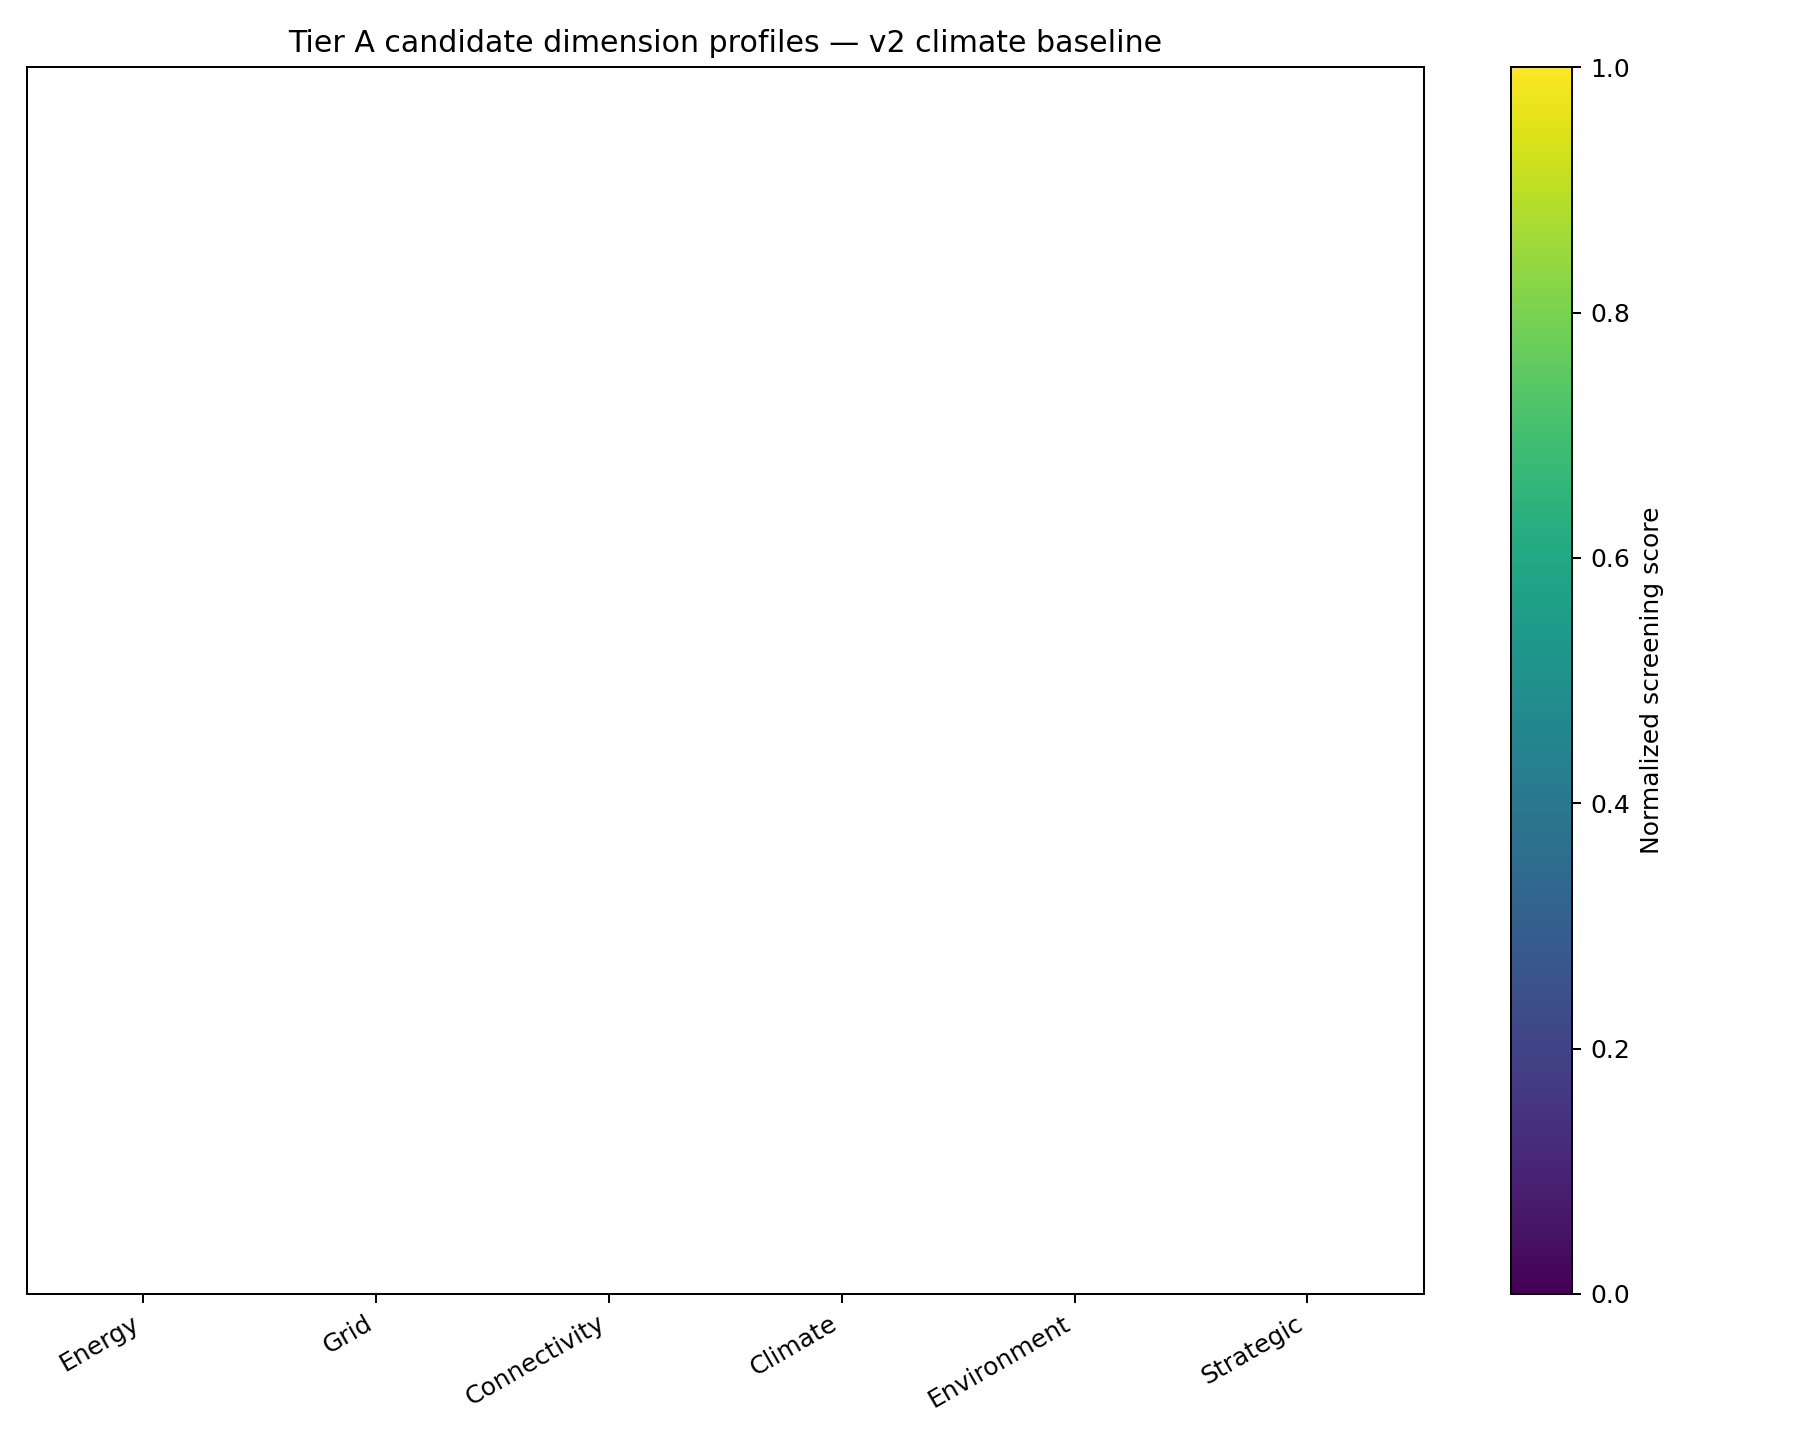 Tier A candidate dimension profiles — v2 climate baseline
1.0
0.8
0.6
0.4
0.2
0.0
Normalized screening score
Energy
Grid
Connectivity
Climate
Environment
Strategic